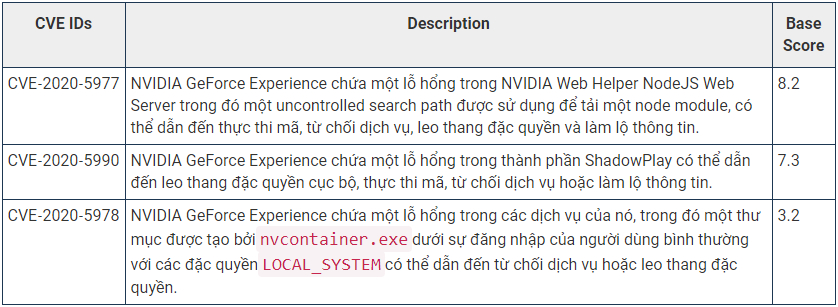 CVE IDs
Description
Base
Score
CVE-2020-5977
NVIDIA GeForce Experience chứa một lỗ hổng trong NVIDIA Web Helper NodeJS Web
Server trong đó một uncontrolled search path được sử dụng để tải một node module, có
thể dẫn đến thực thi mã, từ chối dịch vụ, leo thang đặc quyền và làm lộ thông tin.
8.2
CVE-2020-5990
NVIDIA GeForce Experience chứa một lỗ hổng trong thành phần ShadowPlay có thể dẫn
đến leo thang đặc quyền cục bộ, thực thi mã, từ chối dịch vụ hoặc làm lộ thông tin.
7.3
CVE-2020-5978
NVIDIA GeForce Experience chứa một lỗ hổng trong các dịch vụ của nó, trong đó một thư
mục được tạo bởi nvcontainer.exe dưới sự đăng nhập của người dùng bình thường
với các đặc quyền LOCAL_SYSTEM có thể dẫn đến từ chối dịch vụ hoặc leo thang đặc
quyền.
3.2